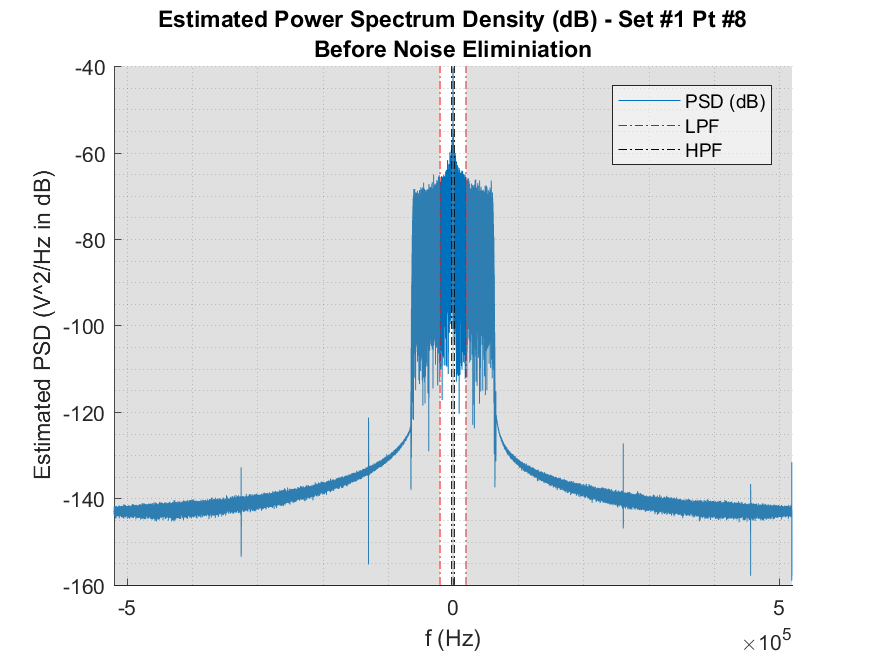 Estimated Power Spectrum Density (dB) - Set #1 Pt #8
Before Noise Eliminiation
PSD (dB)
LPF
HPF
Estimated PSD (V^2/Hz in dB)
-40
-60
-80
-100
-120
-140
-160
-5
0
5
×10^5
f (Hz)